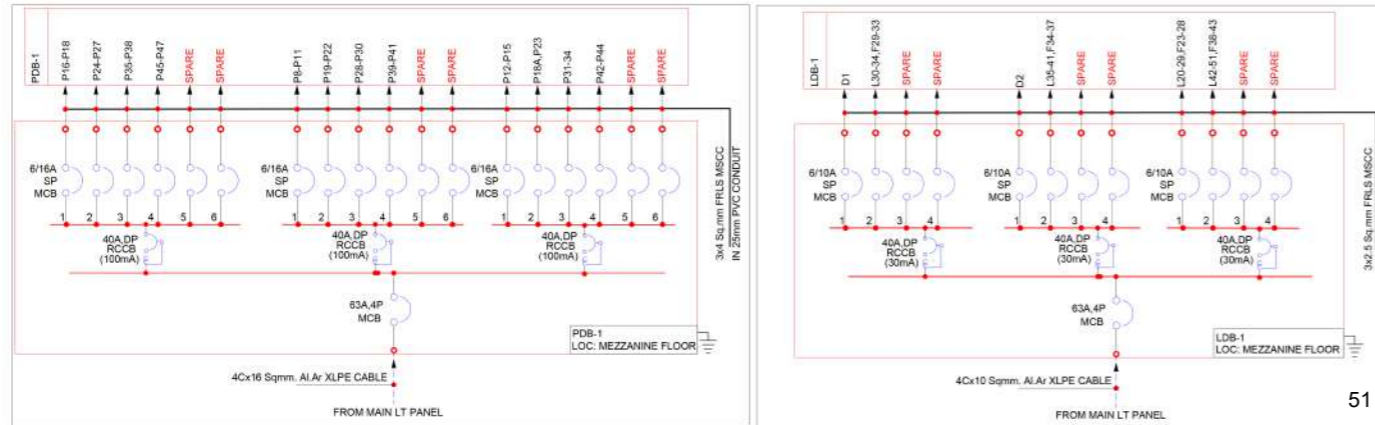 PDB-1
P16-P18
P24-P27
P35-P38
P45-P47
SPARE
SPARE
P8-P11
P19-P22
P28-P30
P39-P41
SPARE
SPARE
P12-P15
P18A,P23
P31-34
P42-P44
SPARE
SPARE
6/16A
SP
MCB
6/16A
SP
MCB
6/16A
SP
MCB
1 2 3 4 5 6
1 2 3 4 5 6
1 2 3 4 5 6
40A,DP
RCCB
(100mA)
40A,DP
RCCB
(100mA)
40A,DP
RCCB
(100mA)
63A,4P
MCB
PDB-1
LOC: MEZZANINE FLOOR
4Cx16 Sqmm. Al.Ar XLPE CABLE
FROM MAIN LT PANEL
3x4 Sq.mm FRLS MSCC
IN 25mm PVC CONDUIT
LDB-1
D1
L30-34,F29-33
SPARE
SPARE
D2
L35-41,F34-37
SPARE
SPARE
L20-29,F23-28
L42-51,F38-43
SPARE
SPARE
6/10A
SP
MCB
6/10A
SP
MCB
6/10A
SP
MCB
1 2 3 4
1 2 3 4
1 2 3 4
40A,DP
RCCB
(30mA)
40A,DP
RCCB
(30mA)
40A,DP
RCCB
(30mA)
63A,4P
MCB
LDB-1
LOC: MEZZANINE FLOOR
4Cx10 Sqmm. Al.Ar XLPE CABLE
FROM MAIN LT PANEL
3x2.5 Sq.mm FRLS MSCC
51